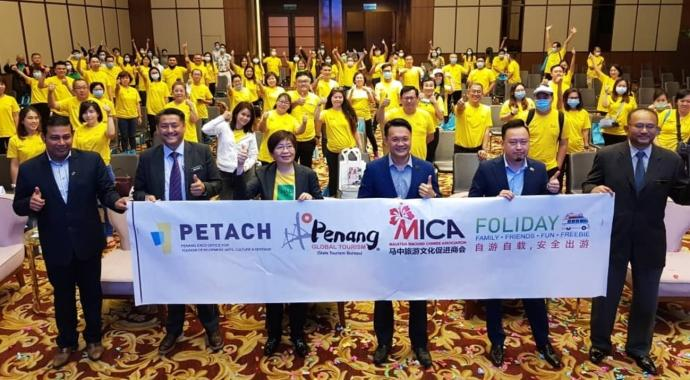 PETACH
PENANG EXCO OFFICE FOR
TOURISM DEVELOPMENT, ARTS, CULTURE & HERITAGE
Penang
GLOBAL TOURISM
(State Tourism Bureau)
MICA
MALAYSIA INBOUND CHINESE ASSOCIATION
马中旅游文化促进商会
FOLIDAY
FAMILY • FRIENDS • FUN • FREEBIE
自游自载，安全出游